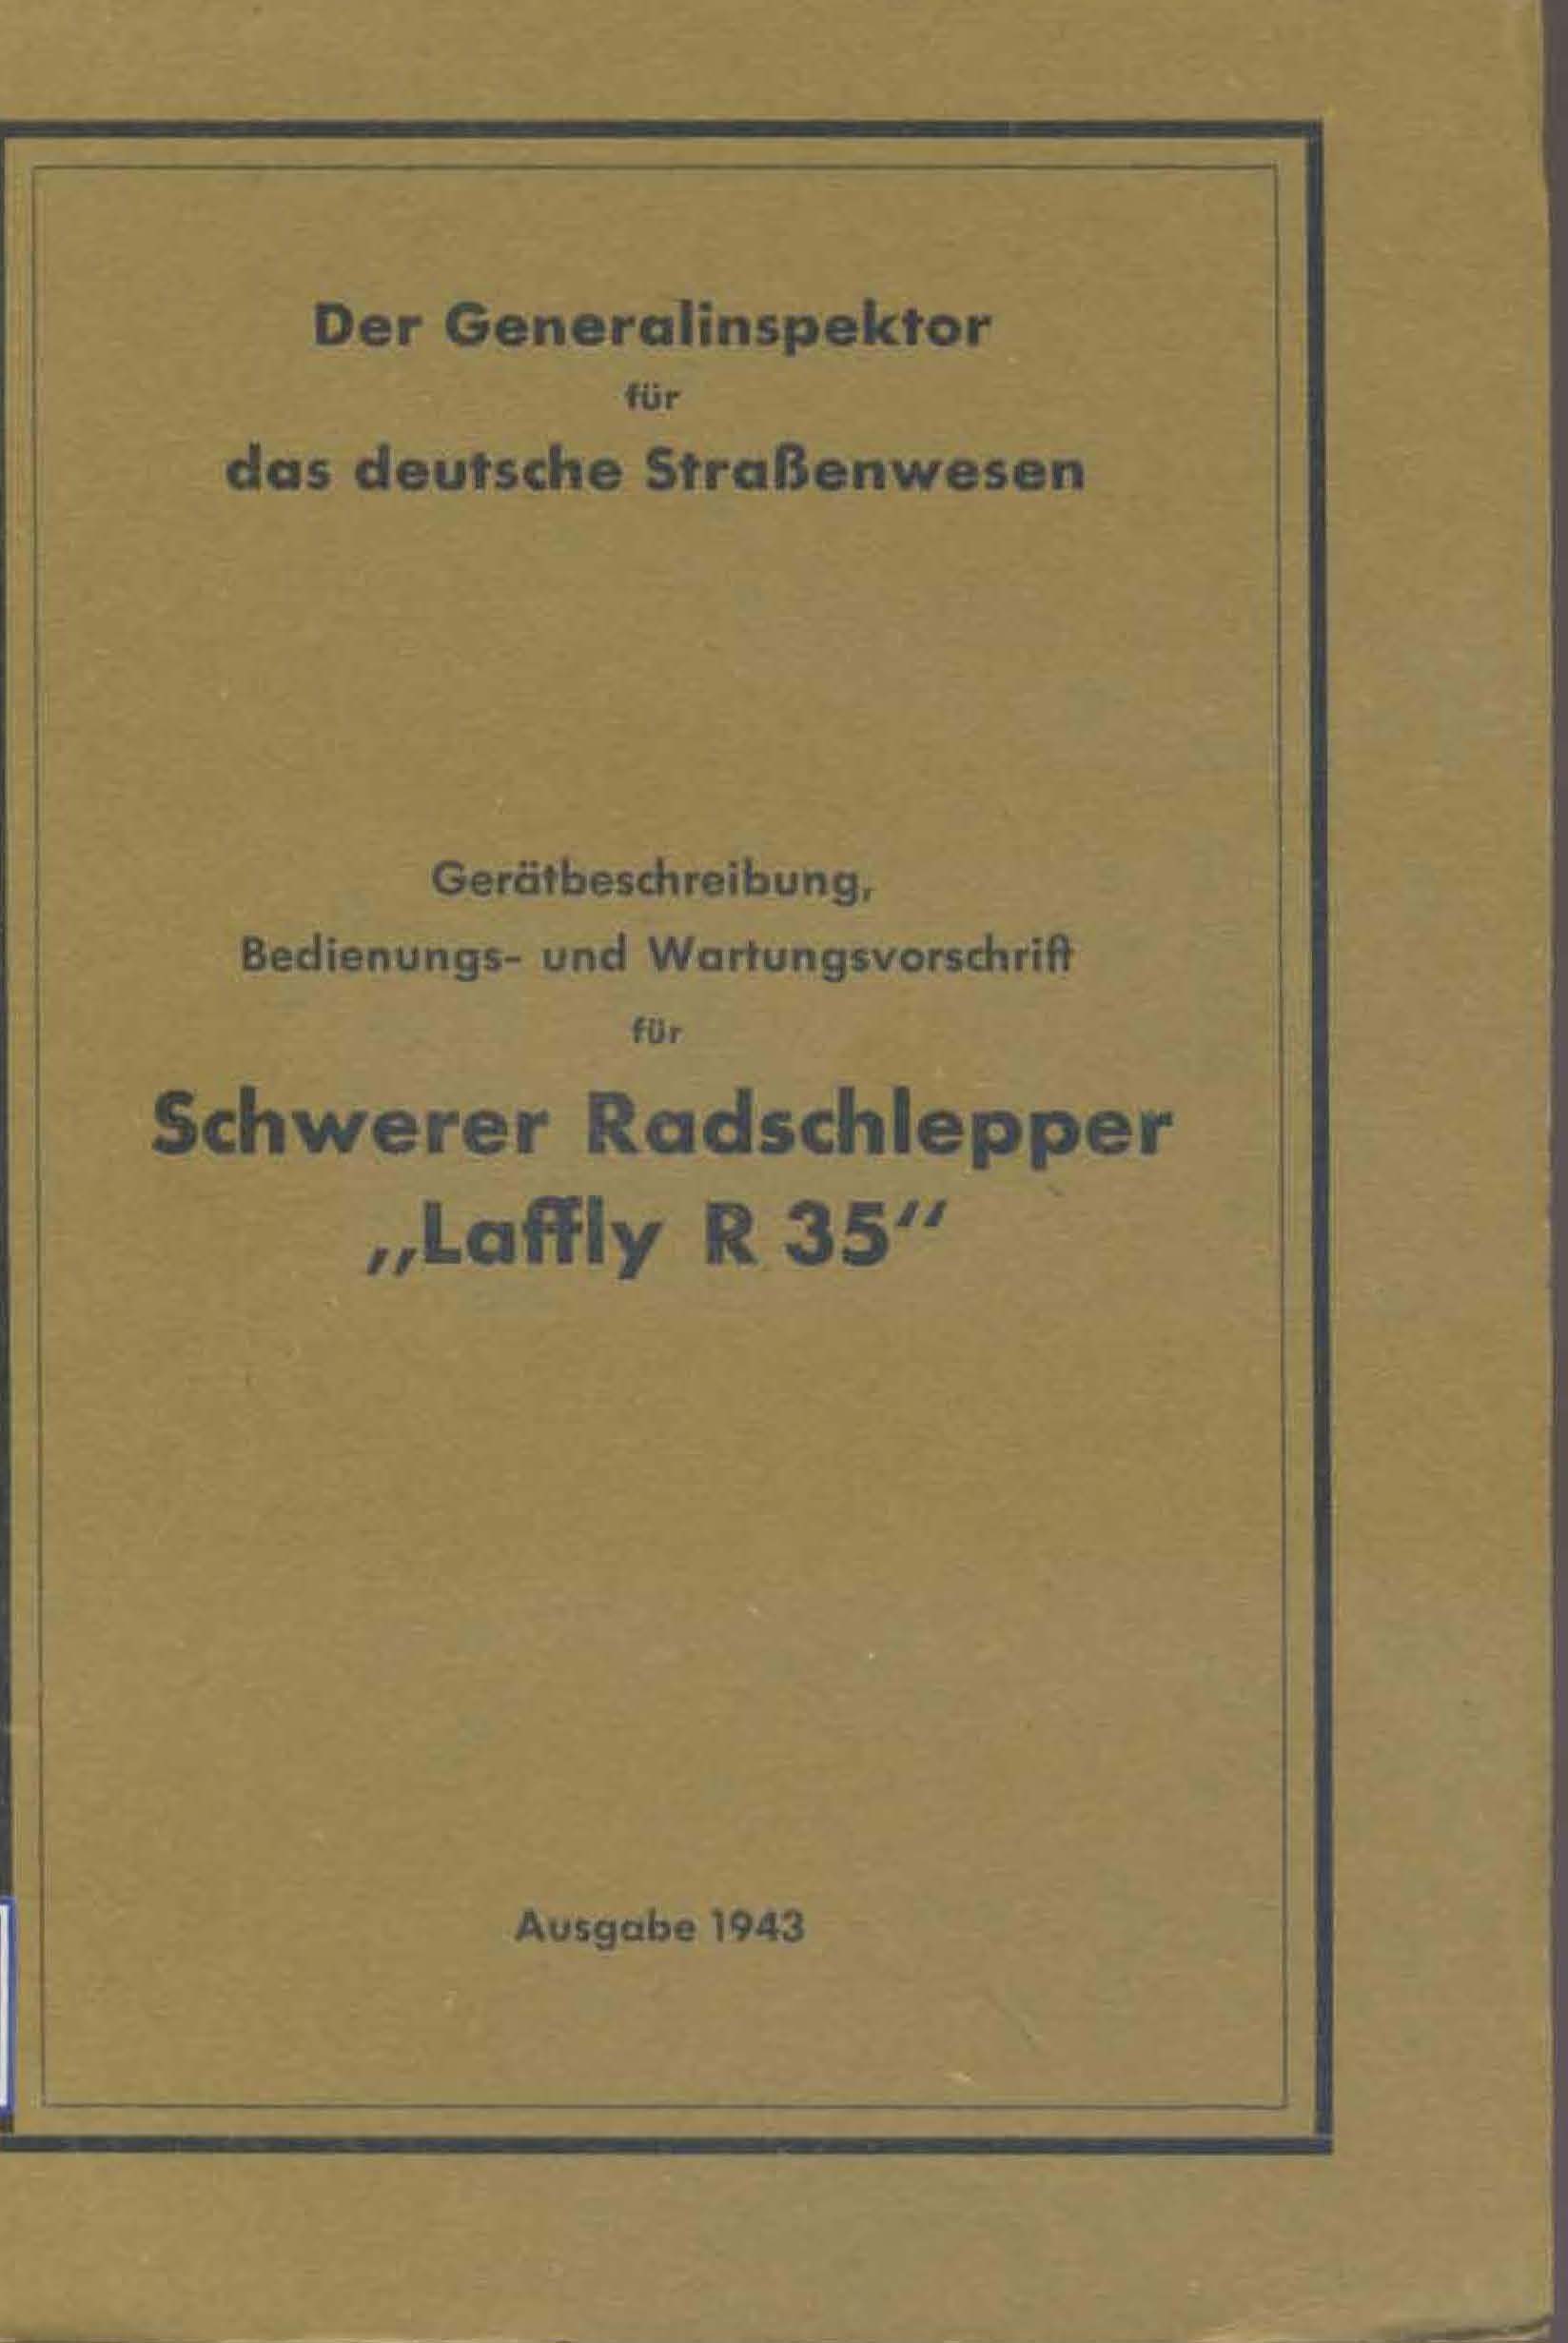 Der Generalinspektor
für
das deutsche Straßenwesen
Gerätbeschreibung,
Bedienungs- und Wartungsvorschrift
für
Schwerer Radschlepper
„Laffly R 35“
Ausgabe 1943